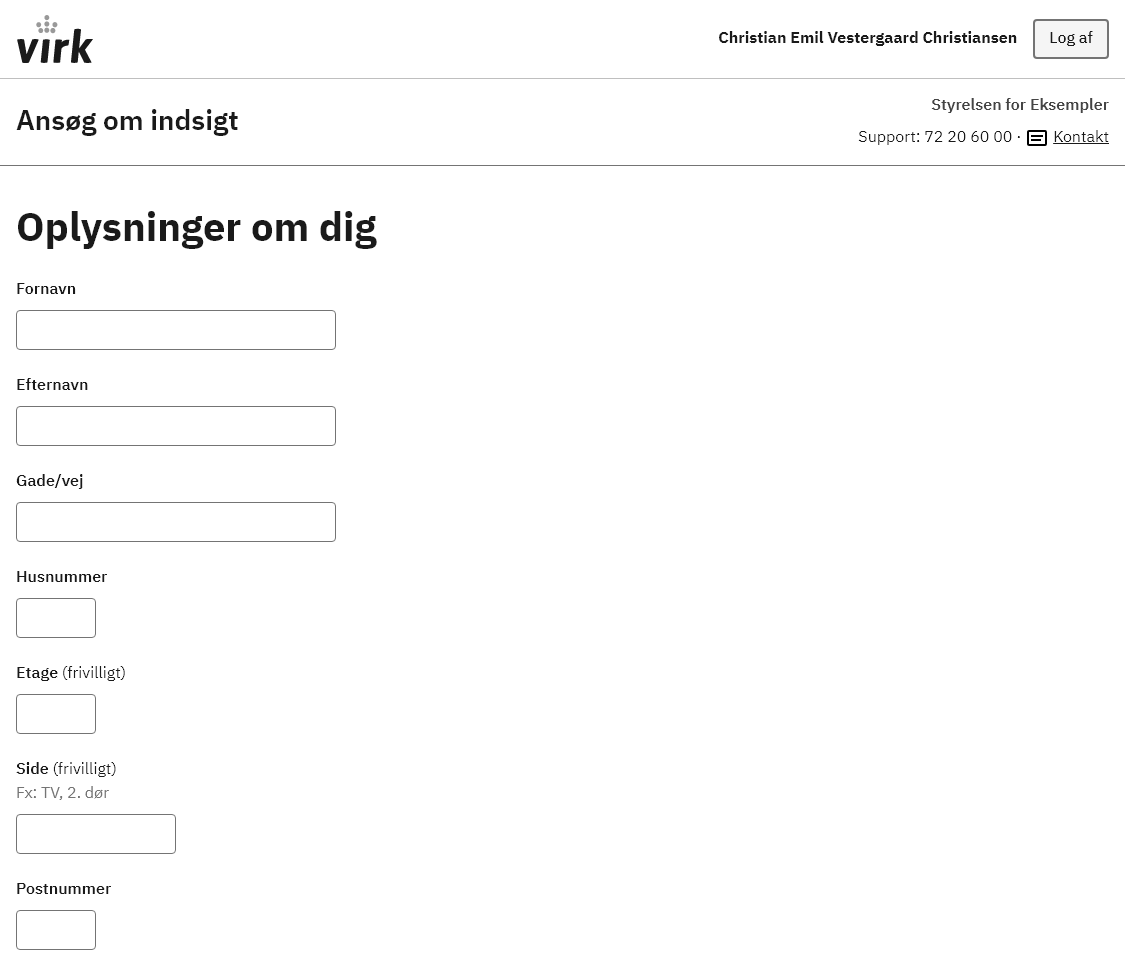 virk
Christian Emil Vestergaard Christiansen
Log af
Ansøg om indsigt
Styrelsen for Eksempler
Support: 72 20 60 00 · Kontakt
Oplysninger om dig
Fornavn
Efternavn
Gade/vej
Husnummer
Etage (frivilligt)
Side (frivilligt)
Fx: TV, 2. dør
Postnummer